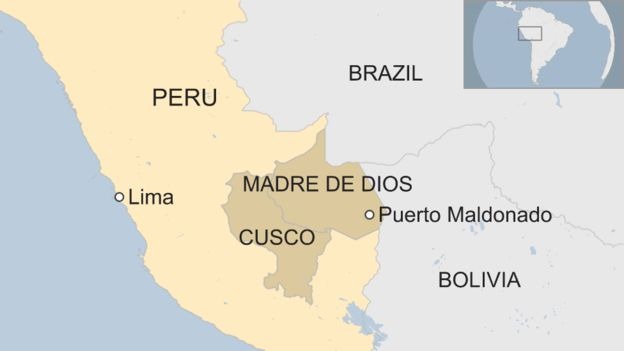 BRAZIL
PERU
MADRE DE DIOS
Lima
Puerto Maldonado
CUSCO
BOLIVIA